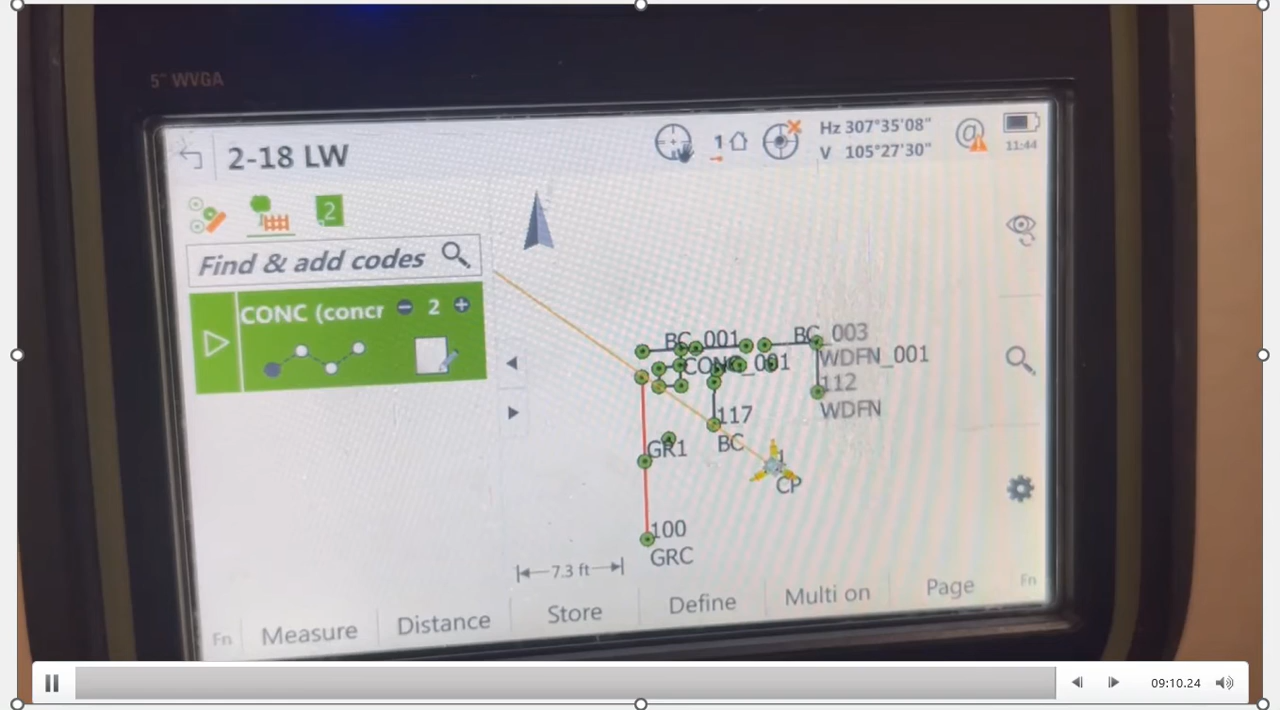 5" WVGA
2-18 LW
1
Hz 307°35'08"
V 105°27'30"
@
11:44
2
Find & add codes
CONC (concr
2
BC_001
BC_003
WDFN_001
112
WDFN
117
BC
GR1
1
CP
100
GRC
7.3 ft
Fn
Measure
Distance
Store
Define
Multi on
Page
Fn
09:10.24